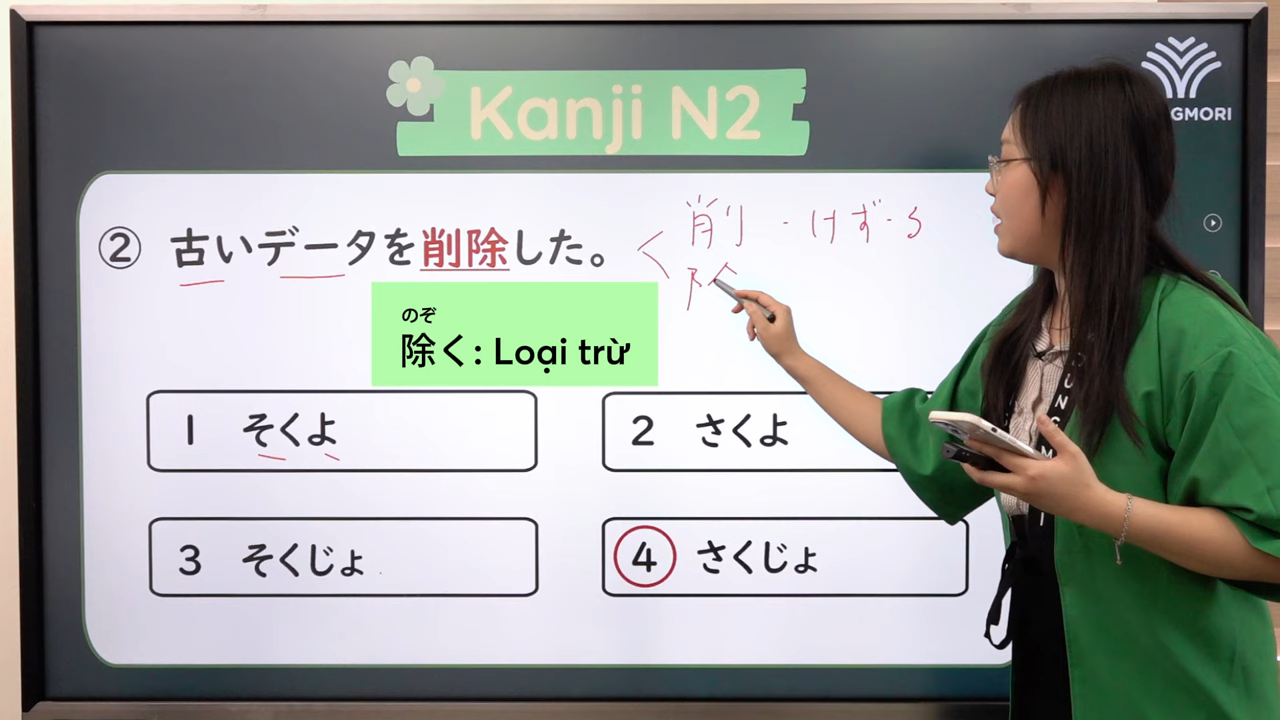 Kanji N2
GMORI
② 古いデータを削除した。
削 - けず-る
除く: Loại trừ
のぞ
1 そくよ
2 さくよ
3 そくじょ
4 さくじょ
UNGM